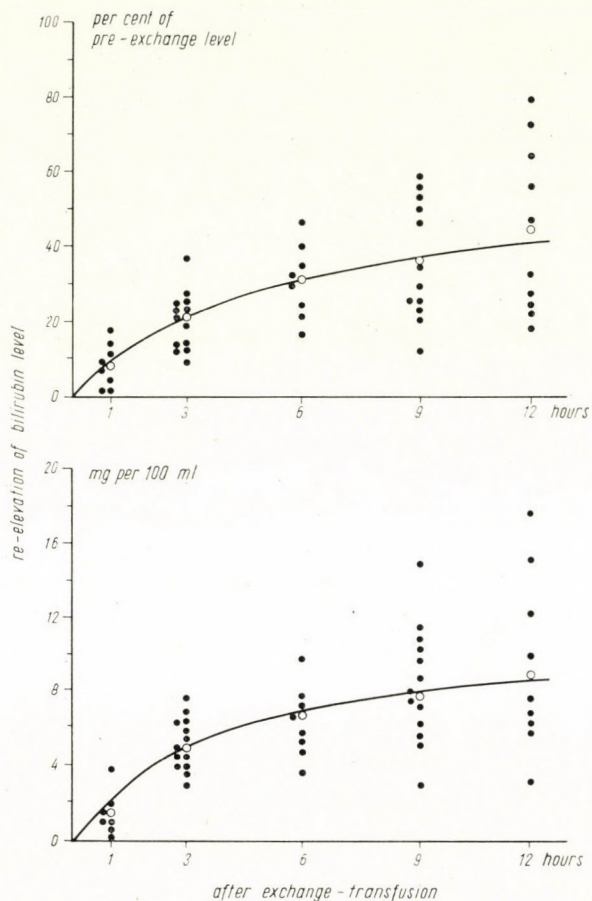 per cent of
pre-exchange level
100
80
60
40
20
0
1 3 6 9 12 hours
re-elevation of bilirubin level
mg per 100 ml
20
16
12
8
4
0
1 3 6 9 12 hours
after exchange-transfusion